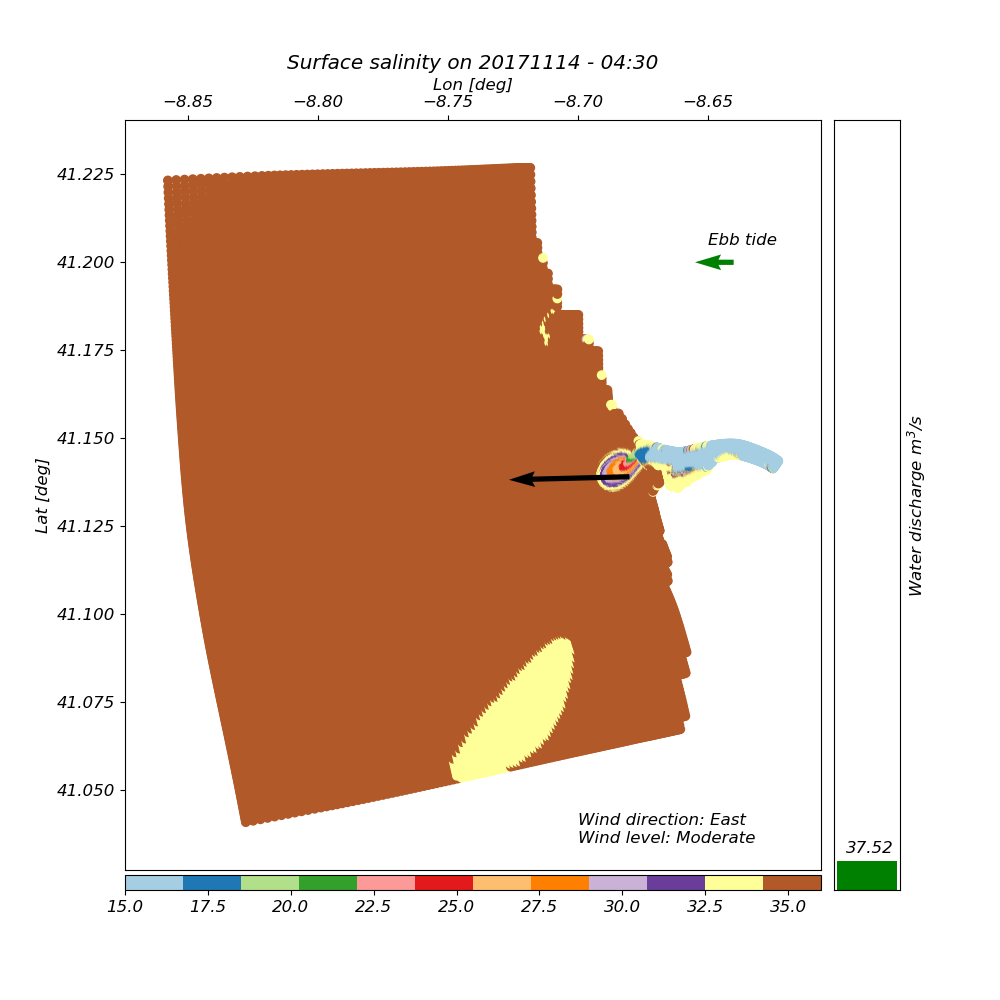 Surface salinity on 20171114 - 04:30
Lon [deg]
−8.85 −8.80 −8.75 −8.70 −8.65
41.225
41.200
41.175
41.150
41.125
41.100
41.075
41.050
Lat [deg]
Ebb tide
Wind direction: East
Wind level: Moderate
15.0 17.5 20.0 22.5 25.0 27.5 30.0 32.5 35.0
37.52
Water discharge m³/s